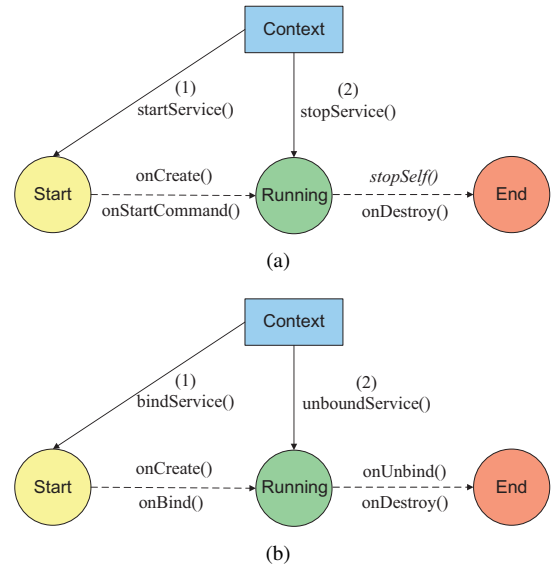 Context
(1)
startService()
(2)
stopService()
Start
onCreate()
onStartCommand()
Running
stopSelf()
onDestroy()
End
(a)
Context
(1)
bindService()
(2)
unboundService()
Start
onCreate()
onBind()
Running
onUnbind()
onDestroy()
End
(b)